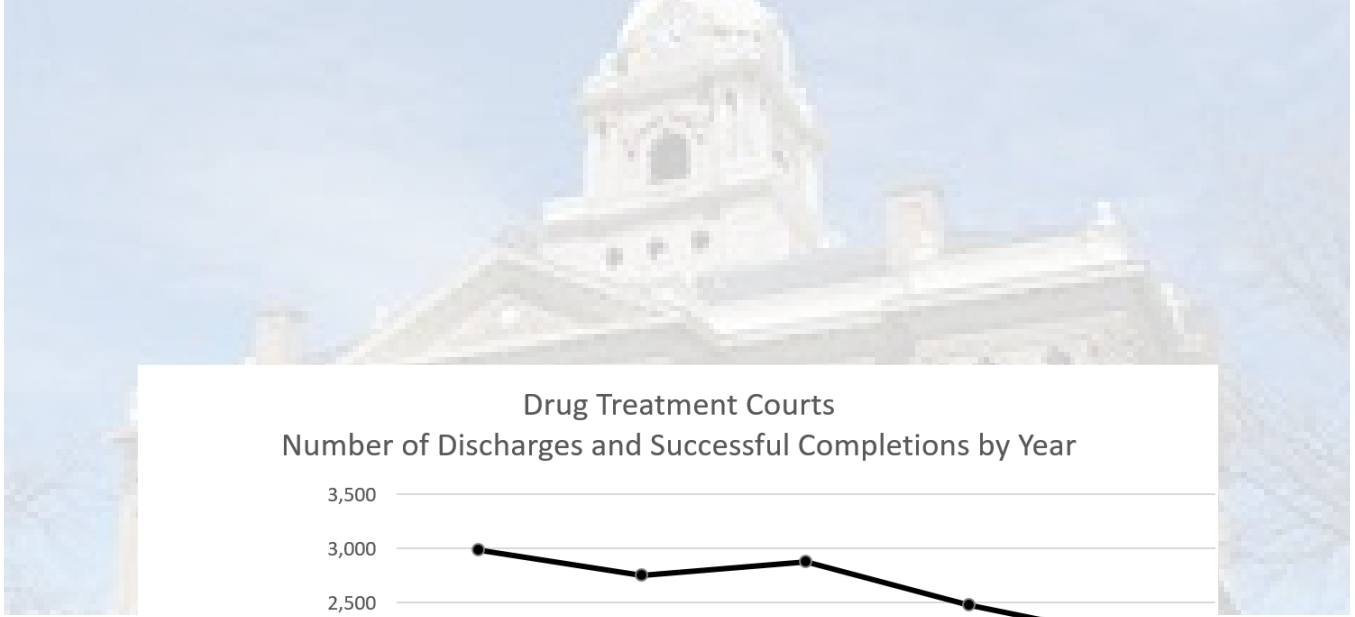 Drug Treatment Courts
Number of Discharges and Successful Completions by Year
3,500
3,000
2,500